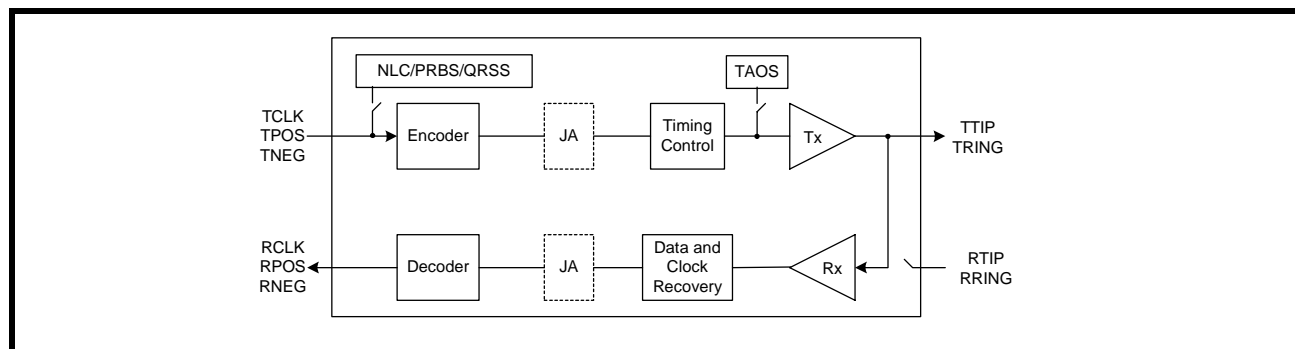 NLC/PRBS/QRSS
TAOS
TCLK
TPOS
TNEG
Encoder
JA
Timing
Control
Tx
TTIP
TRING
RCLK
RPOS
RNEG
Decoder
JA
Data and
Clock
Recovery
Rx
RTIP
RRING